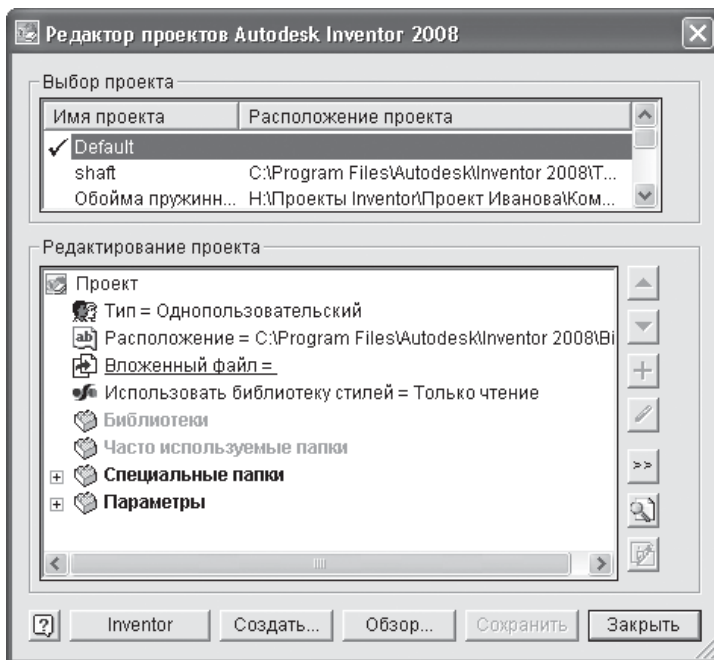 Редактор проектов Autodesk Inventor 2008
Выбор проекта
Имя проекта Расположение проекта
Default
shaft C:\Program Files\Autodesk\Inventor 2008\T...
Обойма пружинн... H:\Проекты Inventor\Проект Иванова\Ком...
Редактирование проекта
Проект
Тип = Однопользовательский
Расположение = C:\Program Files\Autodesk\Inventor 2008\Bi
Вложенный файл =
Использовать библиотеку стилей = Только чтение
Библиотеки
Часто используемые папки
Специальные папки
Параметры
>>
Inventor Создать... Обзор... Сохранить Закрыть